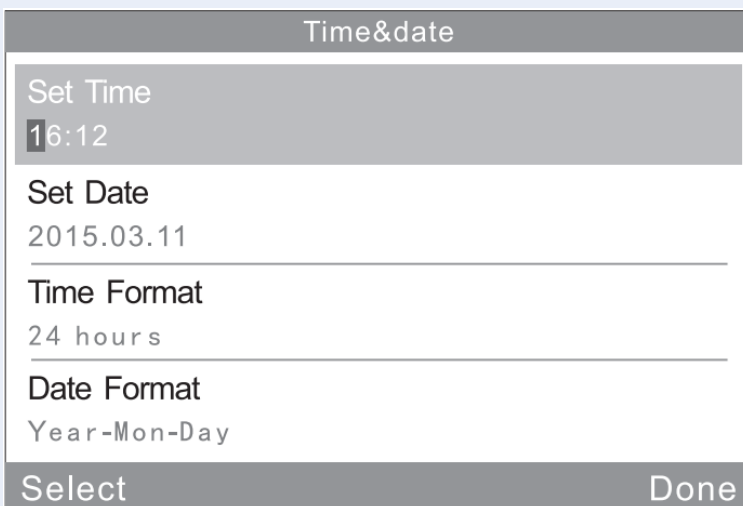 Time&date
Set Time
16:12
Set Date
2015.03.11
Time Format
24 hours
Date Format
Year-Mon-Day
Select Done